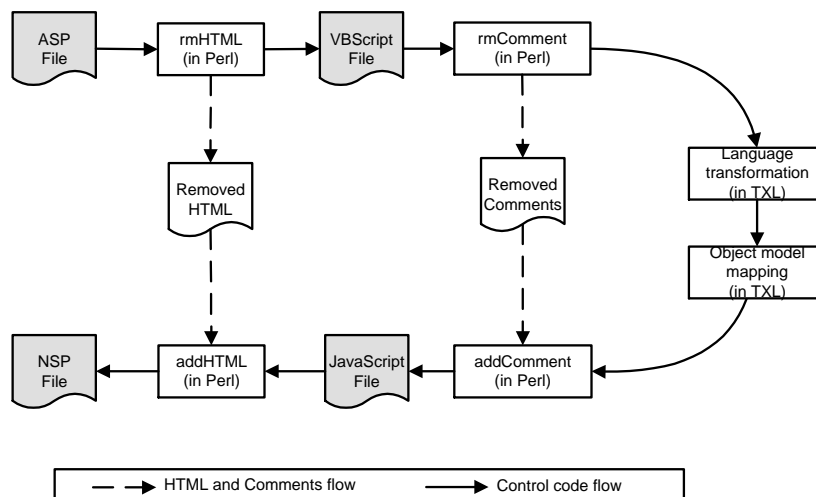 ASP
File
rmHTML
(in Perl)
VBScript
File
rmComment
(in Perl)
Language
transformation
(in TXL)
Removed
HTML
Removed
Comments
Object model
mapping
(in TXL)
NSP
File
addHTML
(in Perl)
JavaScript
File
addComment
(in Perl)
HTML and Comments flow
Control code flow